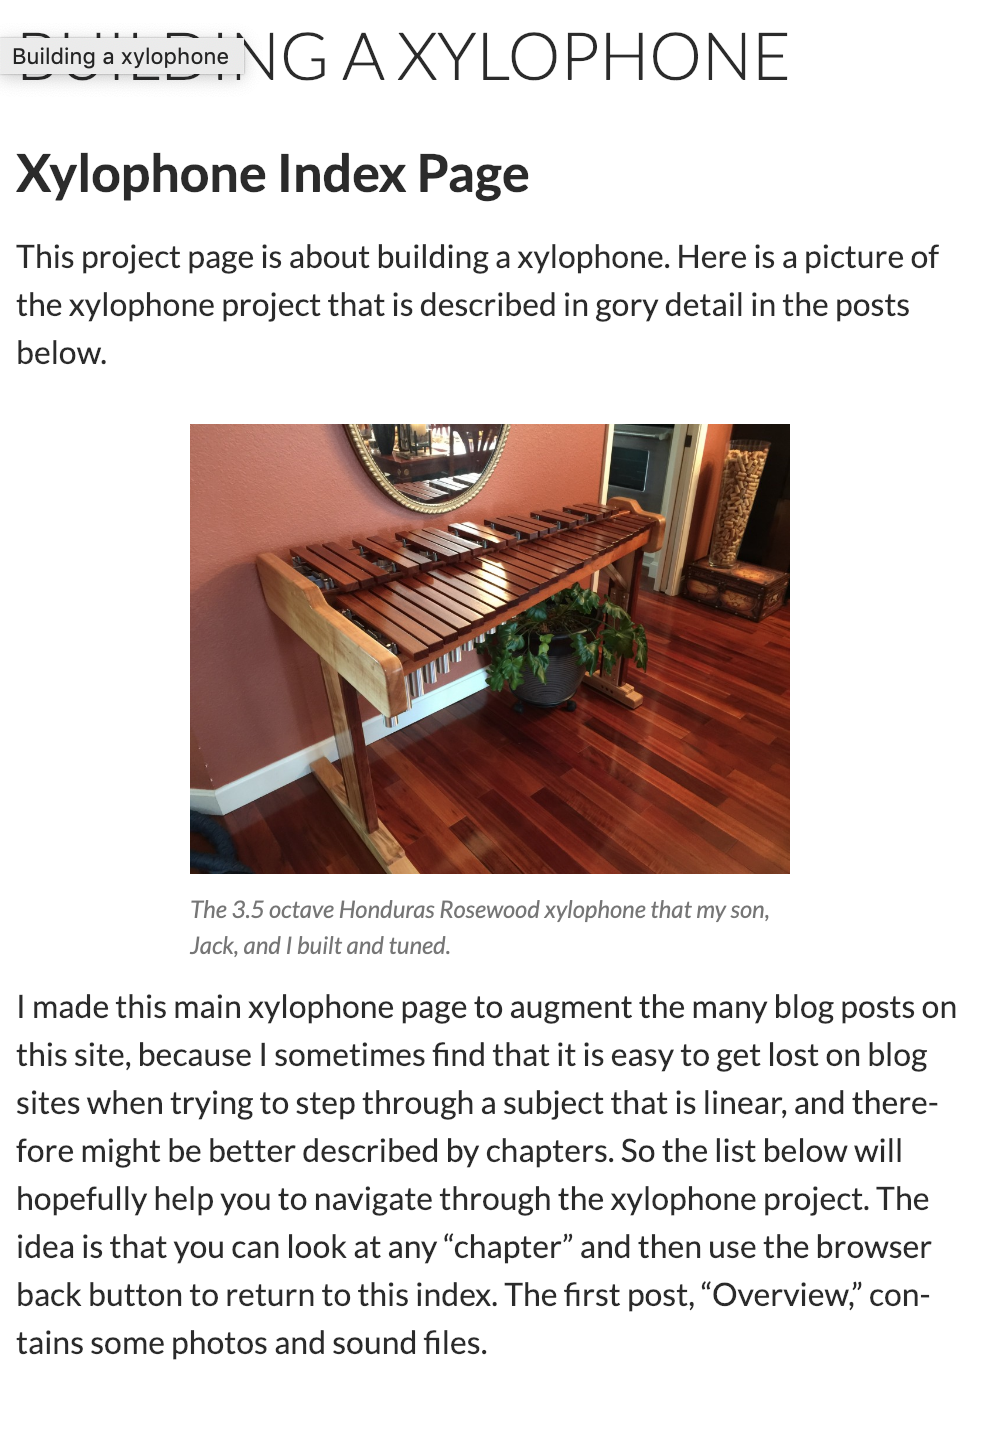 BUILDING A XYLOPHONE
Building a xylophone
Xylophone Index Page
This project page is about building a xylophone. Here is a picture of
the xylophone project that is described in gory detail in the posts
below.
The 3.5 octave Honduras Rosewood xylophone that my son,
Jack, and I built and tuned.
I made this main xylophone page to augment the many blog posts on
this site, because I sometimes find that it is easy to get lost on blog
sites when trying to step through a subject that is linear, and there-
fore might be better described by chapters. So the list below will
hopefully help you to navigate through the xylophone project. The
idea is that you can look at any “chapter” and then use the browser
back button to return to this index. The first post, “Overview,” con-
tains some photos and sound files.